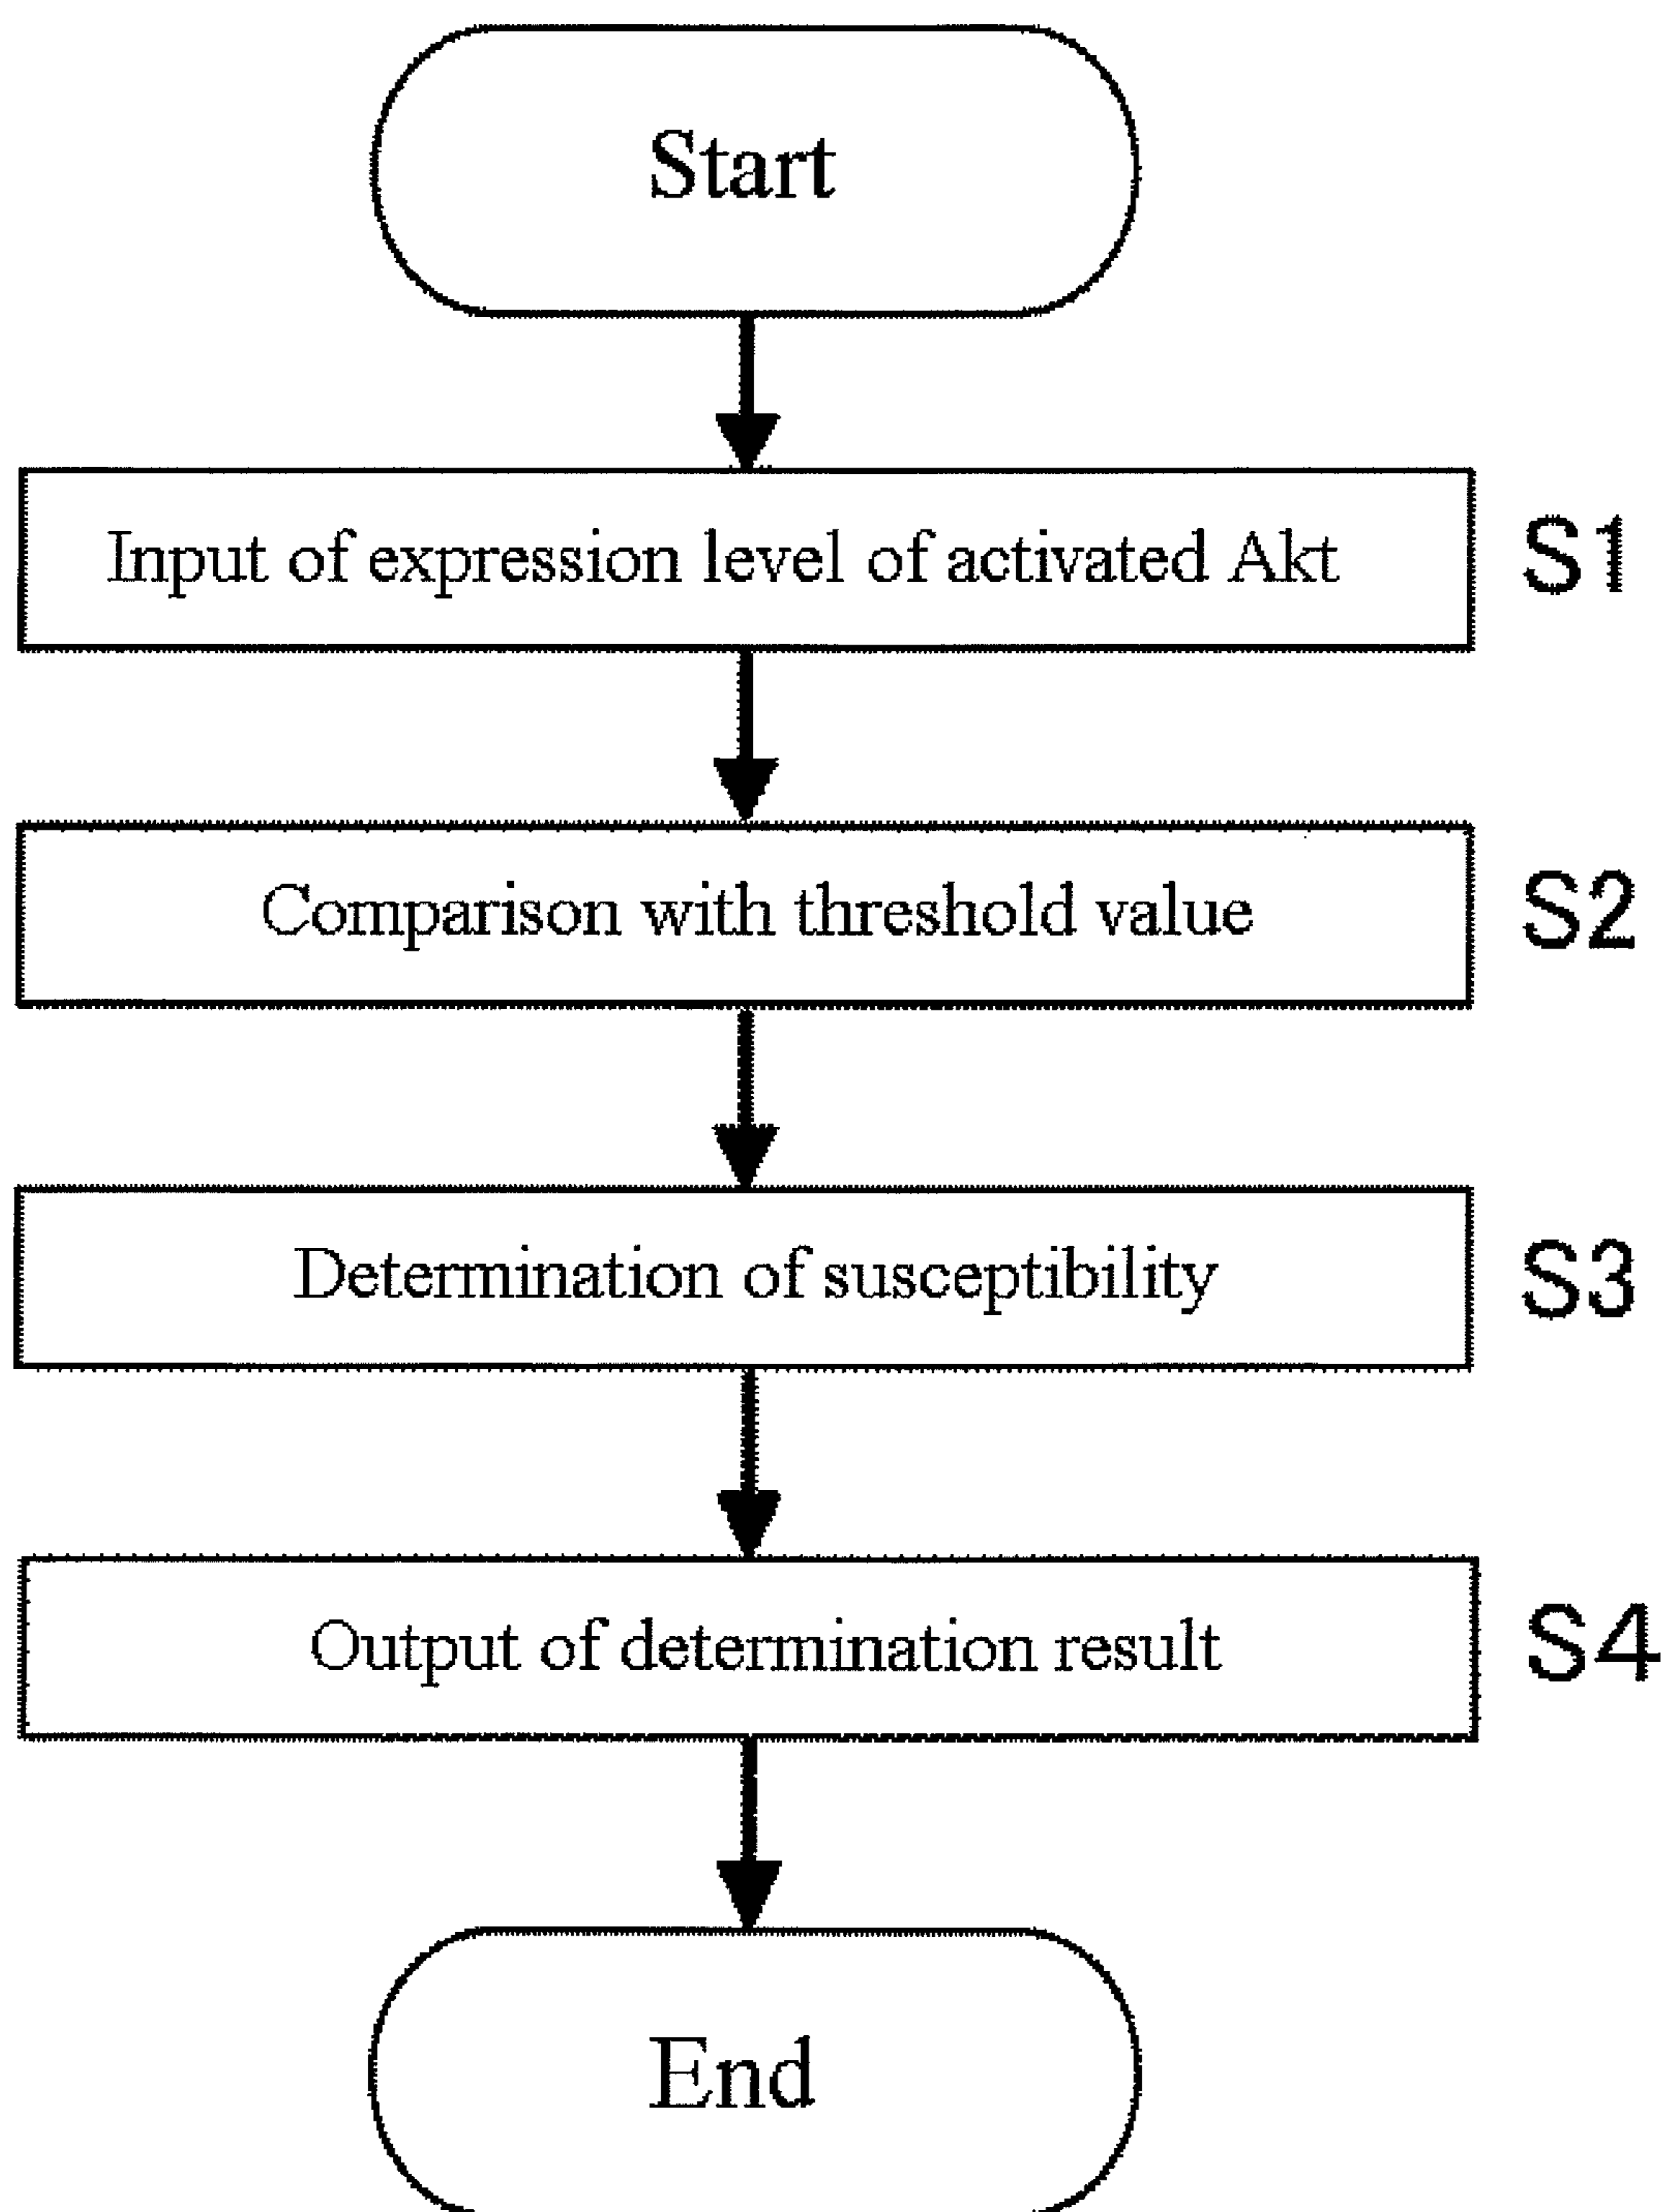 Start
Input of expression level of activated Akt
S1
Comparison with threshold value
S2
Determination of susceptibility
S3
Output of determination result
S4
End